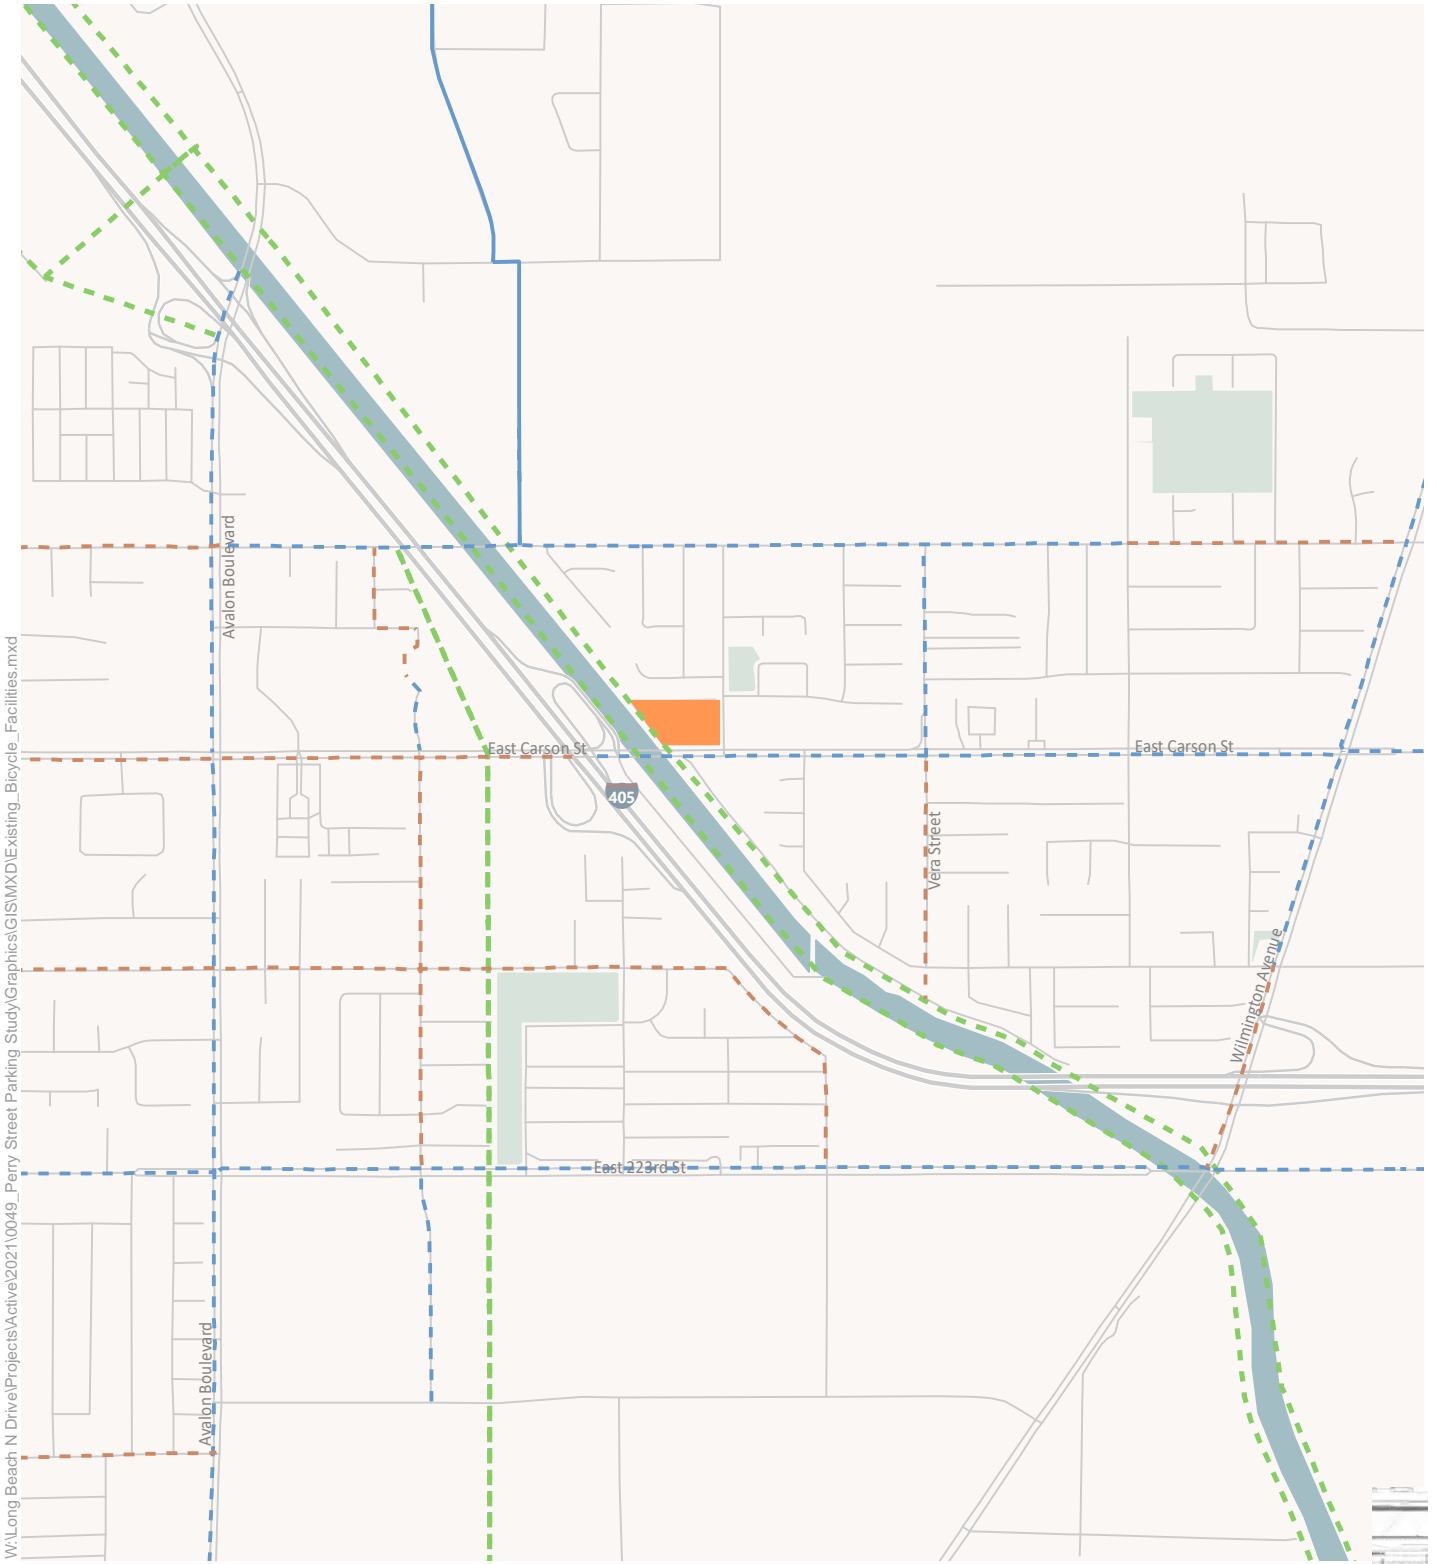 Avalon Boulevard
W:\Long Beach N Drive\Projects\Active\2021\0049_Perry Street Parking Study\Graphics\GIS\MXD\Existing_Bicycle_Facilities.mxd
East Carson St
East Carson St
405
Vera Street
Wilmington Avenue
East 223rd St
Avalon Boulevard